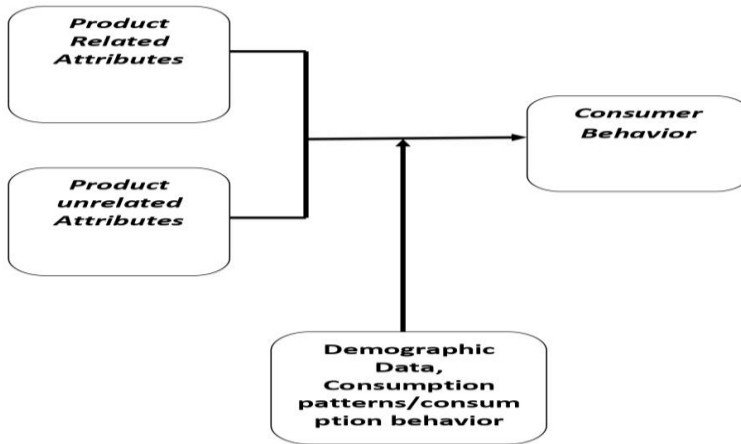 Product
Related
Attributes
Consumer
Behavior
Product
unrelated
Attributes
Demographic
Data,
Consumption
patterns/consum
ption behavior